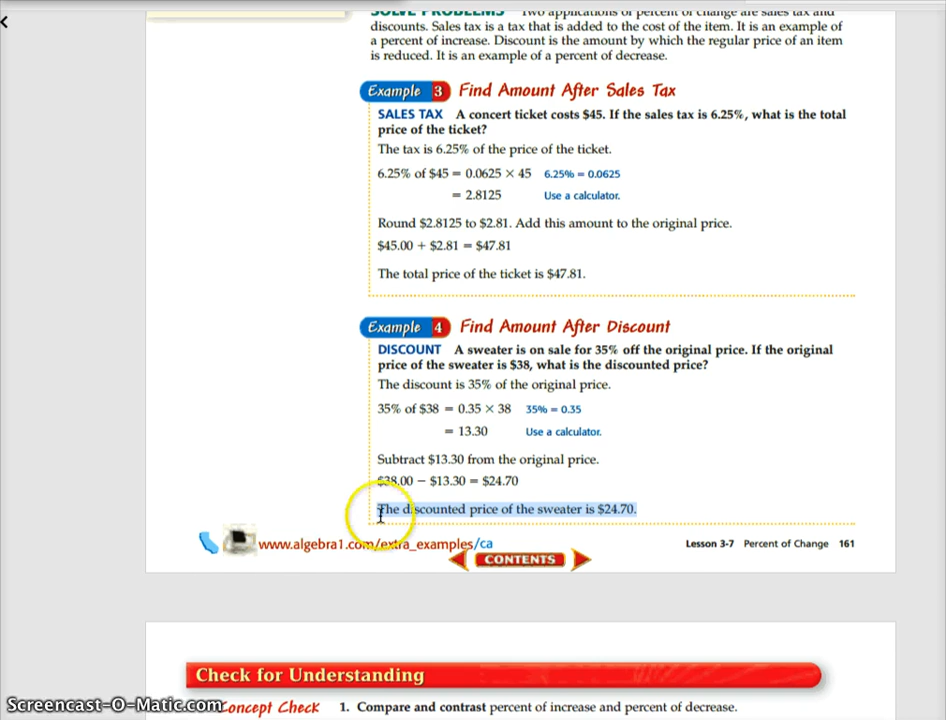 SOLVE PROBLEMS Two applications of percent of change are sales tax and
discounts. Sales tax is a tax that is added to the cost of the item. It is an example of
a percent of increase. Discount is the amount by which the regular price of an item
is reduced. It is an example of a percent of decrease.
Example 3 Find Amount After Sales Tax
SALES TAX A concert ticket costs $45. If the sales tax is 6.25%, what is the total
price of the ticket?
The tax is 6.25% of the price of the ticket.
6.25% of $45 = 0.0625 × 45 6.25% = 0.0625
= 2.8125 Use a calculator.
Round $2.8125 to $2.81. Add this amount to the original price.
$45.00 + $2.81 = $47.81
The total price of the ticket is $47.81.
Example 4 Find Amount After Discount
DISCOUNT A sweater is on sale for 35% off the original price. If the original
price of the sweater is $38, what is the discounted price?
The discount is 35% of the original price.
35% of $38 = 0.35 × 38 35% = 0.35
= 13.30 Use a calculator.
Subtract $13.30 from the original price.
$38.00 − $13.30 = $24.70
The discounted price of the sweater is $24.70.
www.algebra1.com/extra_examples/ca
Lesson 3-7 Percent of Change 161
CONTENTS
Check for Understanding
Concept Check 1. Compare and contrast percent of increase and percent of decrease.
Screencast-O-Matic.com